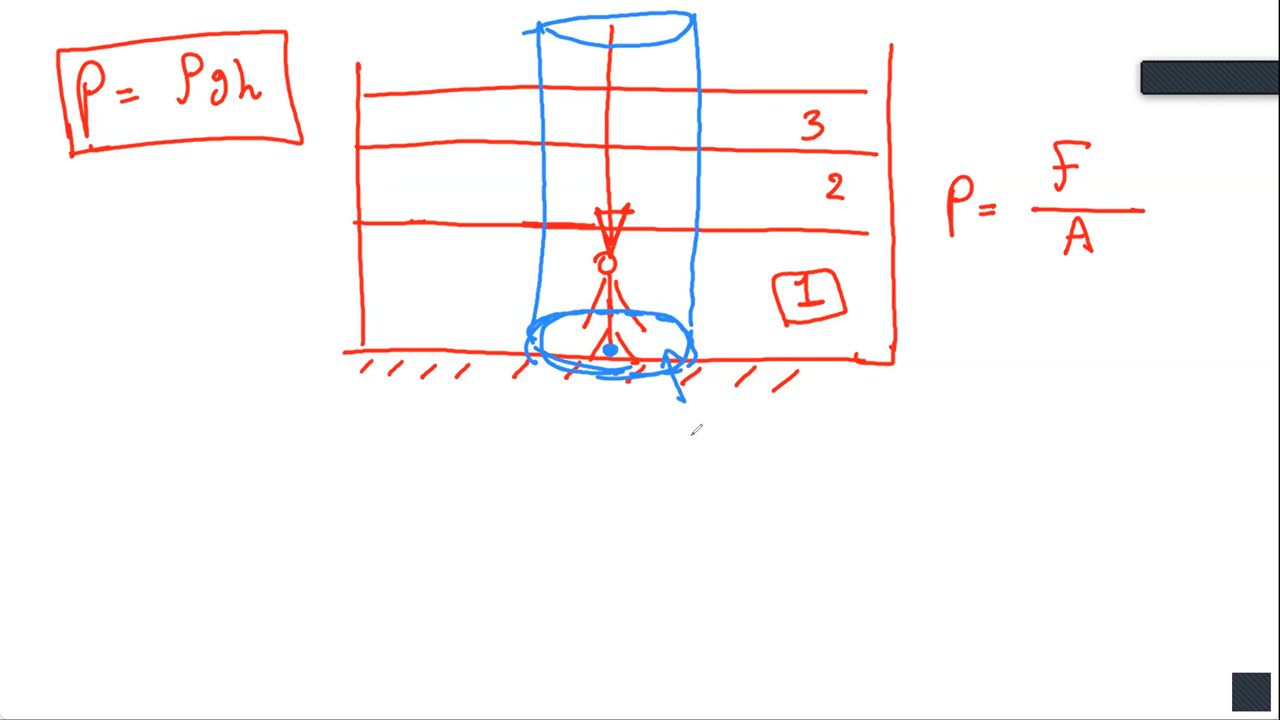 P = ρgh
3
2
P = F / A
1